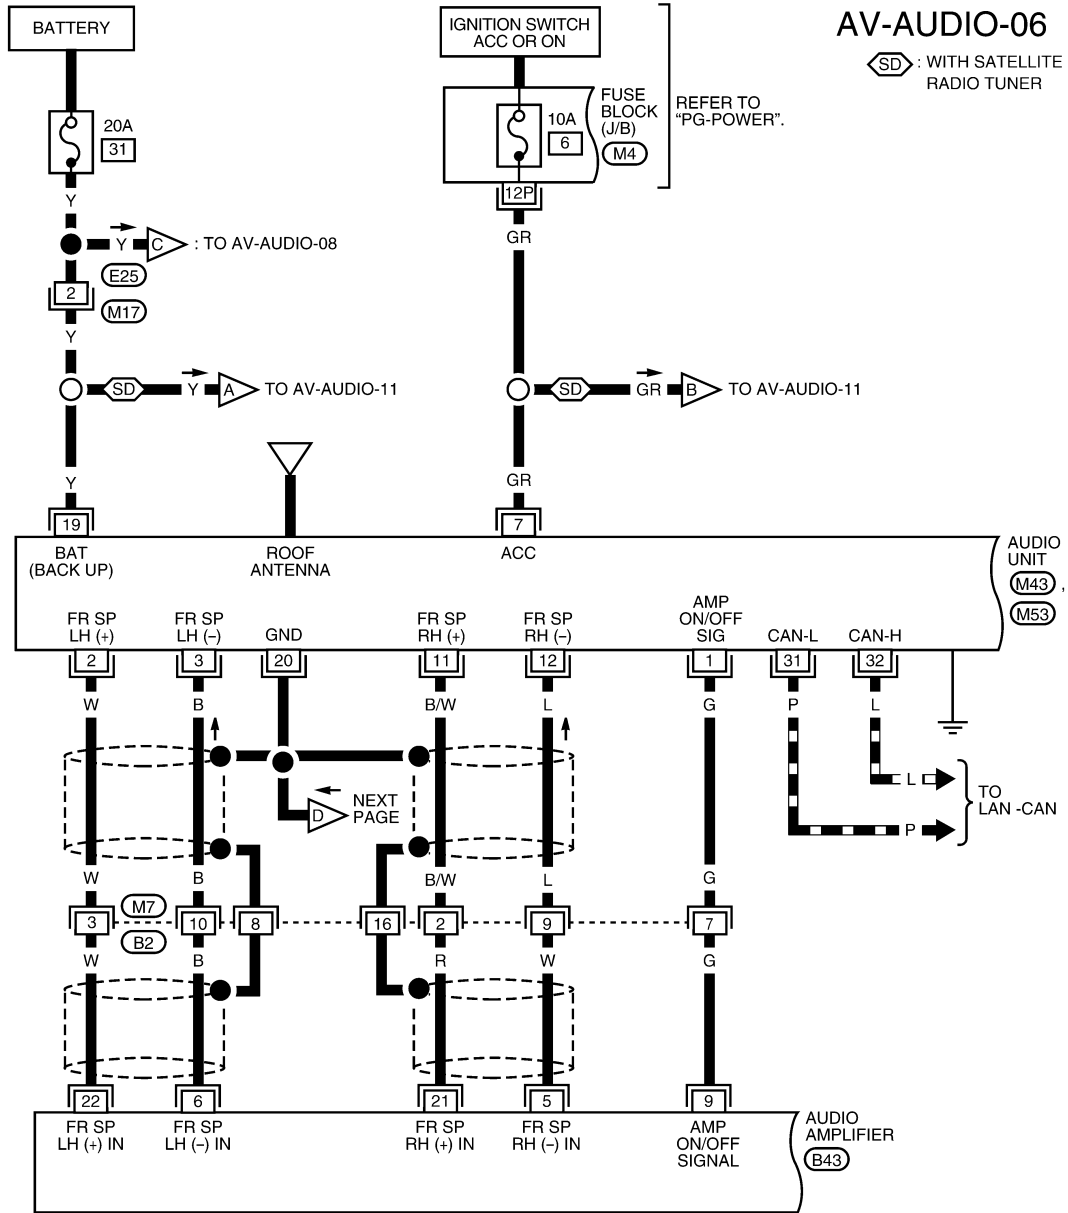 BATTERY
IGNITION SWITCH
ACC OR ON
AV-AUDIO-06
SD : WITH SATELLITE
RADIO TUNER
20A
31
10A
6
FUSE
BLOCK
(J/B)
M4
REFER TO
“PG-POWER”.
12P
Y
GR
Y C : TO AV-AUDIO-08
E25
2
M17
Y
SD Y A TO AV-AUDIO-11
SD GR B TO AV-AUDIO-11
Y
GR
19
7
BAT
(BACK UP)
ROOF
ANTENNA
ACC
AUDIO
UNIT
M43 ,
M53
FR SP
LH (+)
FR SP
LH (–)
GND
FR SP
RH (+)
FR SP
RH (–)
AMP
ON/OFF
SIG
CAN-L
CAN-H
2 3 20 11 12 1 31 32
W B B/W L G P L
D
NEXT
PAGE
L
P
TO
LAN -CAN
W B B/W L G
M7
3 10 8 16 2 9 7
B2
W B R W G
22 6 21 5 9
FR SP
LH (+) IN
FR SP
LH (–) IN
FR SP
RH (+) IN
FR SP
RH (–) IN
AMP
ON/OFF
SIGNAL
AUDIO
AMPLIFIER
B43